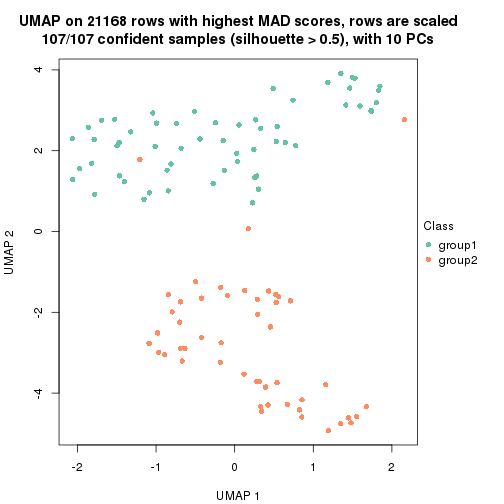 UMAP on 21168 rows with highest MAD scores, rows are scaled
107/107 confident samples (silhouette > 0.5), with 10 PCs
4
2
0
-2
-4
UMAP 2
-2
-1
0
1
2
UMAP 1
Class
group1
group2